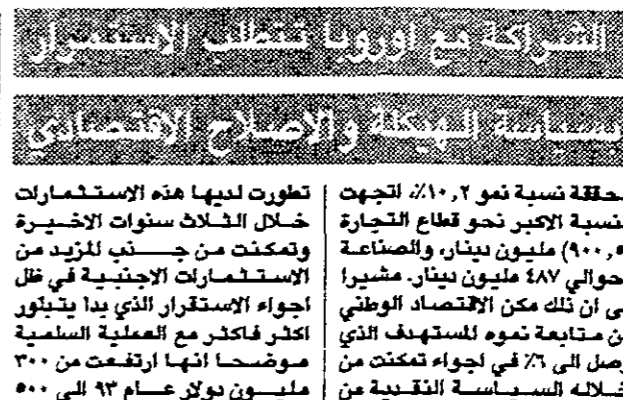 الشراكة مع اوروبا تتطلب الاستمرار
بسياسة الهيكلة والاصلاح الاقتصادي
محققة نسبة نمو ١٠,٢٪، اتجهت
النسبة الاكبر نحو قطاع التجارة
٩٠٠,٥) مليون دينار، والصناعة
حوالي ٤٨٧ مليون دينار. مشيرا
ى ان ذلك مكن الاقتصاد الوطني
من متابعة نموه المستهدف الذي
وصل الى ٦٪ في اجواء تمكنت من
خلاله السياسة النقدية من
تطورت لديها هذه الاستثمارات
خلال الثلاث سنوات الاخيرة
وتمكنت من جذب المزيد من
الاستثمارات الاجنبية في ظل
اجواء الاستقرار الذي بدا يتبلور
اكثر فاكثر مع العملية السلمية
موضحا انها ارتفعت من ٣٠٠
مليون دولار عام ٩٣ الى ٥٠٠